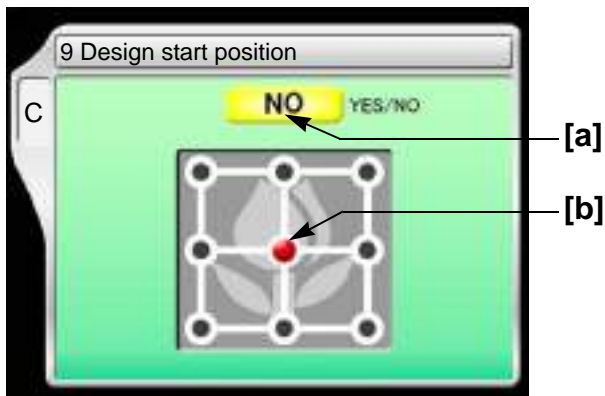 9 Design start position
C
NO YES/NO
[a]
[b]